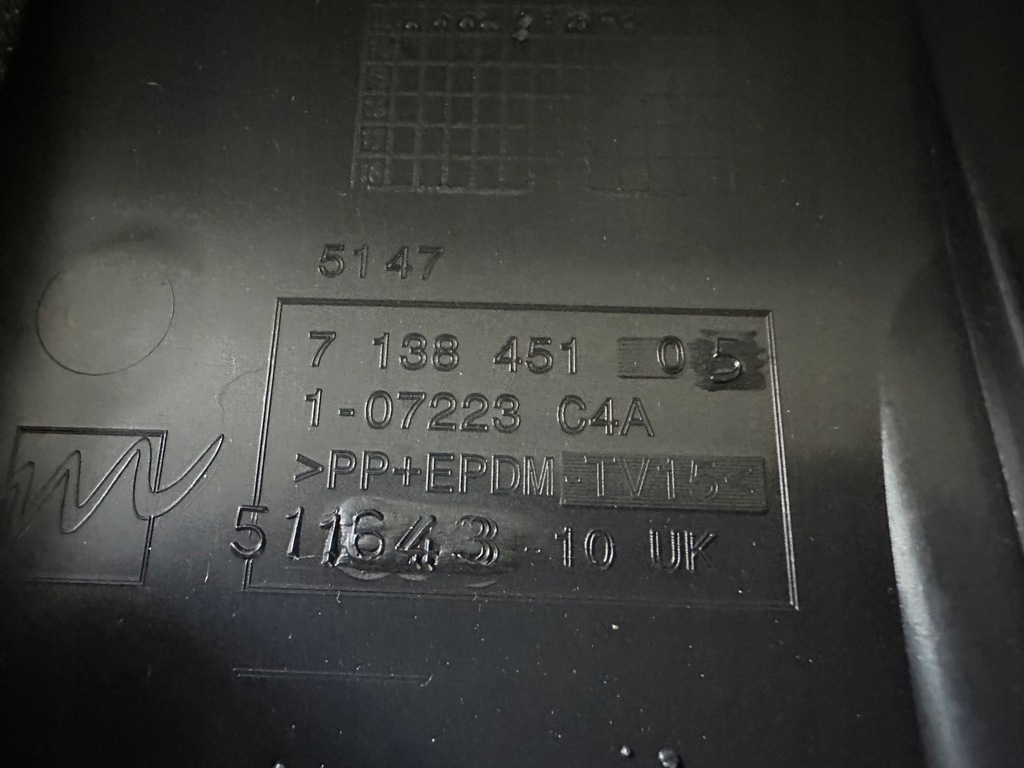 5147
7 138 451 05
1-07223 C4A
>PP+EPDM-TV15<
511643-10 UK